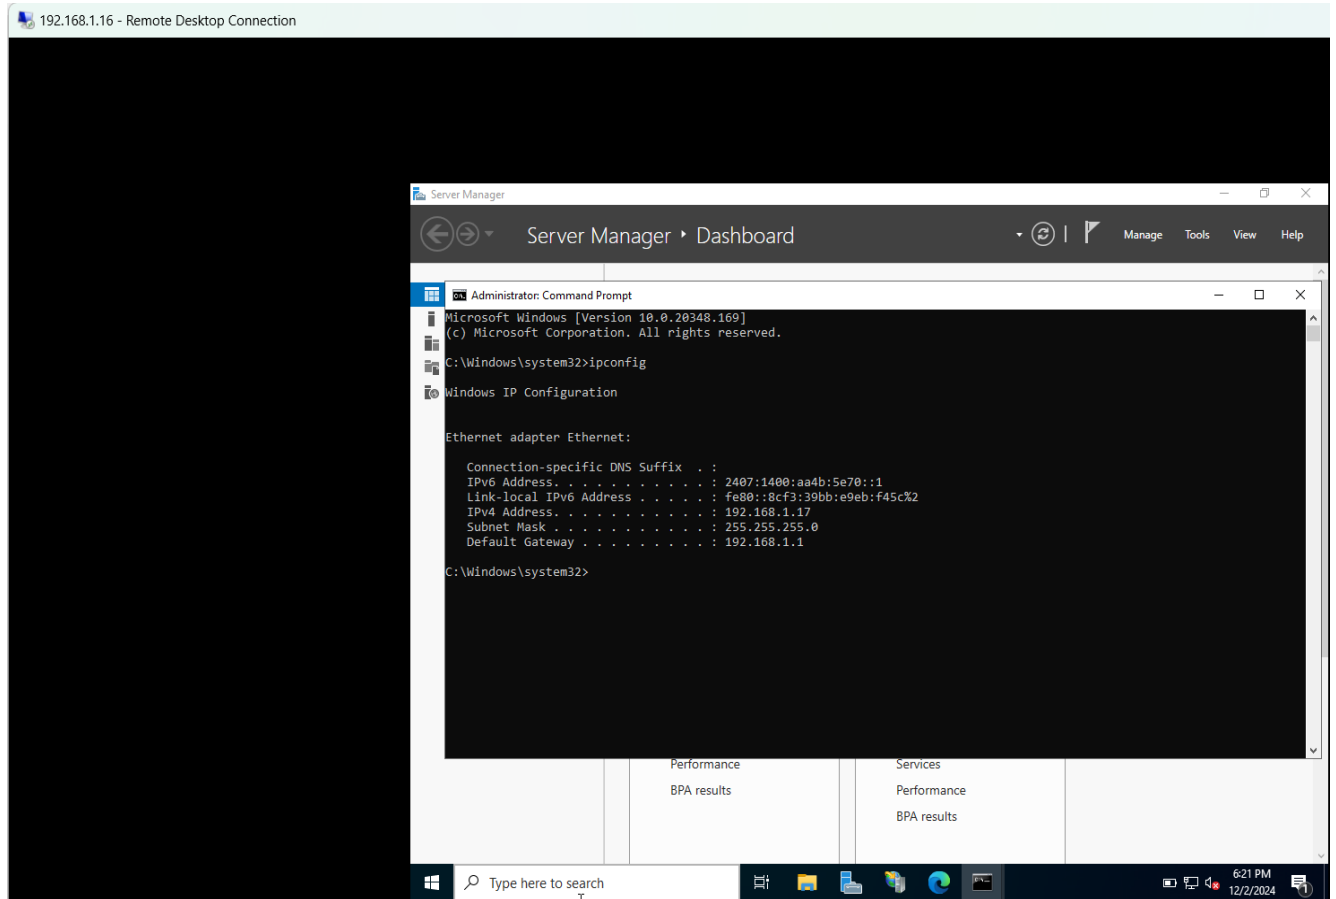 192.168.1.16 - Remote Desktop Connection
Server Manager
Server Manager ‣ Dashboard
Manage Tools View Help
Administrator: Command Prompt
Microsoft Windows [Version 10.0.20348.169]
(c) Microsoft Corporation. All rights reserved.
C:\Windows\system32>ipconfig
Windows IP Configuration
Ethernet adapter Ethernet:
Connection-specific DNS Suffix . :
IPv6 Address. . . . . . . . . . . : 2407:1400:aa4b:5e70::1
Link-local IPv6 Address . . . . . : fe80::8cf3:39bb:e9eb:f45c%2
IPv4 Address. . . . . . . . . . . : 192.168.1.17
Subnet Mask . . . . . . . . . . . : 255.255.255.0
Default Gateway . . . . . . . . . : 192.168.1.1
C:\Windows\system32>
Performance
BPA results
Services
Performance
BPA results
Type here to search
6:21 PM
12/2/2024
1